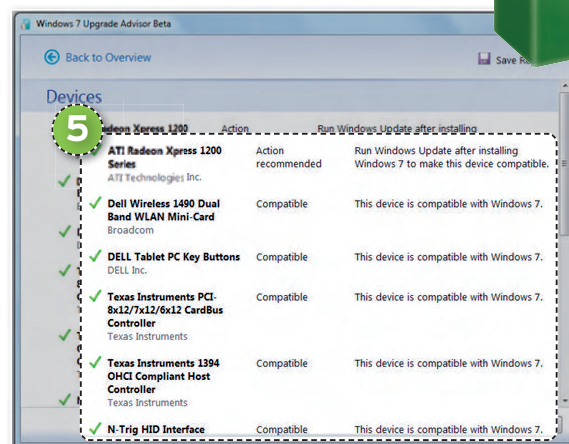 Windows 7 Upgrade Advisor Beta
Back to Overview
Save Re
Devices
5
deon Xpress 1200 Action Run Windows Update after installing
ATI Radeon Xpress 1200 Action Run Windows Update after installing
Series recommended Windows 7 to make this device compatible.
ATI Technologies Inc.
Dell Wireless 1490 Dual Compatible This device is compatible with Windows 7.
Band WLAN Mini-Card
Broadcom
DELL Tablet PC Key Buttons Compatible This device is compatible with Windows 7.
DELL Inc.
Texas Instruments PCI- Compatible This device is compatible with Windows 7.
8x12/7x12/6x12 CardBus
Controller
Texas Instruments
Texas Instruments 1394 Compatible This device is compatible with Windows 7.
OHCI Compliant Host
Controller
Texas Instruments
N-Trig HID Interface Compatible This device is compatible with Windows 7.